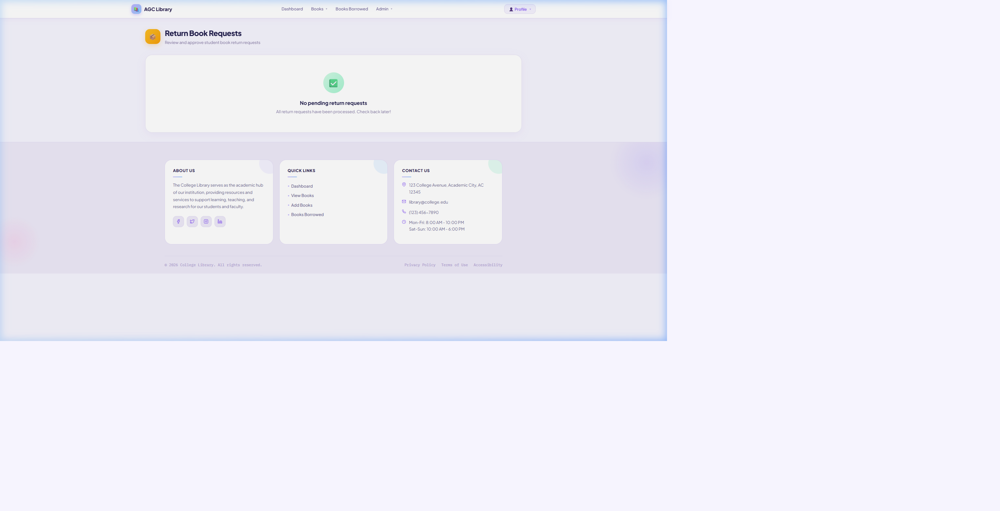 AGC Library
Dashboard
Books
Books Borrowed
Admin
Profile
Return Book Requests
Review and approve student book return requests
No pending return requests
All return requests have been processed. Check back later!
ABOUT US
The College Library serves as the academic hub
of our institution, providing resources and
services to support learning, teaching, and
research for our students and faculty.
QUICK LINKS
Dashboard
View Books
Add Books
Books Borrowed
CONTACT US
123 College Avenue, Academic City, AC
12345
library@college.edu
(123) 456-7890
Mon-Fri: 8:00 AM - 10:00 PM
Sat-Sun: 10:00 AM - 6:00 PM
© 2026 College Library. All rights reserved.
Privacy Policy
Terms of Use
Accessibility